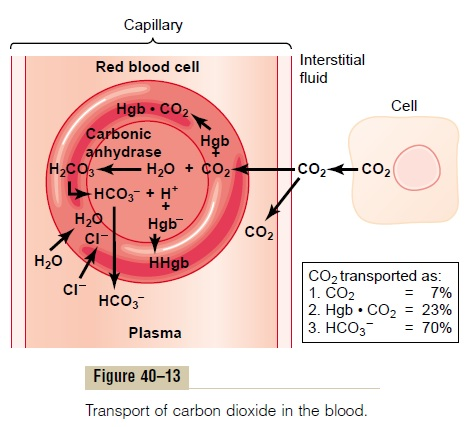 Capillary
Red blood cell
Interstitial
fluid
Cell
Hgb • CO₂
Carbonic
anhydrase
Hgb
+
H₂CO₃ H₂O + CO₂ CO₂ CO₂
HCO₃⁻ + H⁺
+
H₂O
Hgb⁻
Cl⁻
CO₂
H₂O
HHgb
Cl⁻
HCO₃⁻
Plasma
CO₂ transported as:
1. CO₂ = 7%
2. Hgb • CO₂ = 23%
3. HCO₃⁻ = 70%
Figure 40–13
Transport of carbon dioxide in the blood.